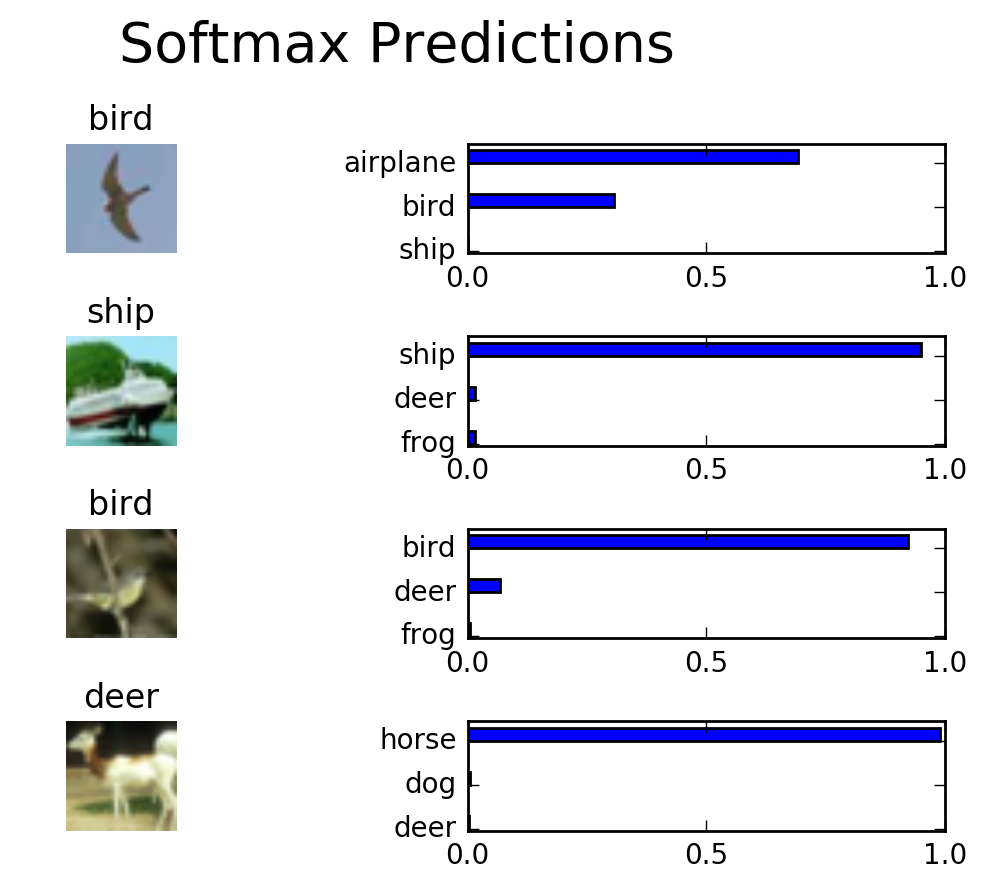 Softmax Predictions
bird
airplane
bird
ship
0.0 0.5 1.0
ship
ship
deer
frog
0.0 0.5 1.0
bird
bird
deer
frog
0.0 0.5 1.0
deer
horse
dog
deer
0.0 0.5 1.0